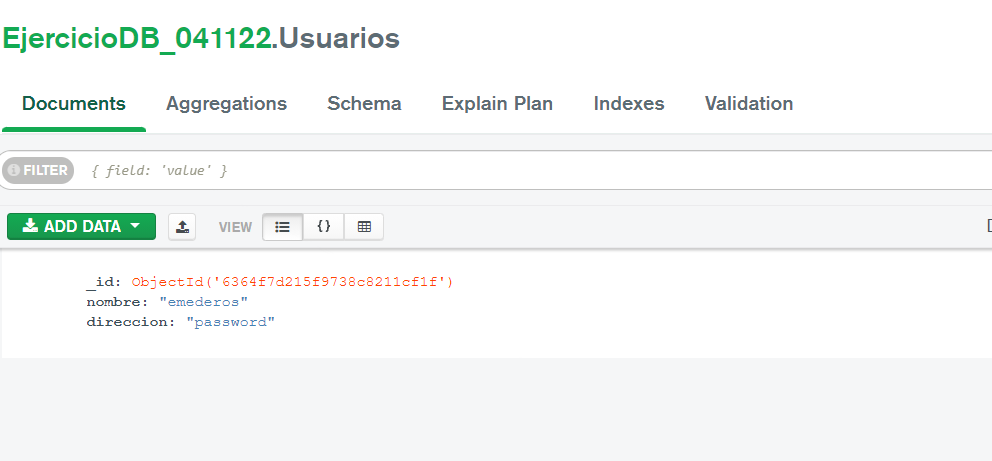 EjercicioDB_041122.Usuarios
Documents Aggregations Schema Explain Plan Indexes Validation
FILTER { field: 'value' }
ADD DATA VIEW {}
_id: ObjectId('6364f7d215f9738c8211cf1f')
nombre: "emederos"
direccion: "password"